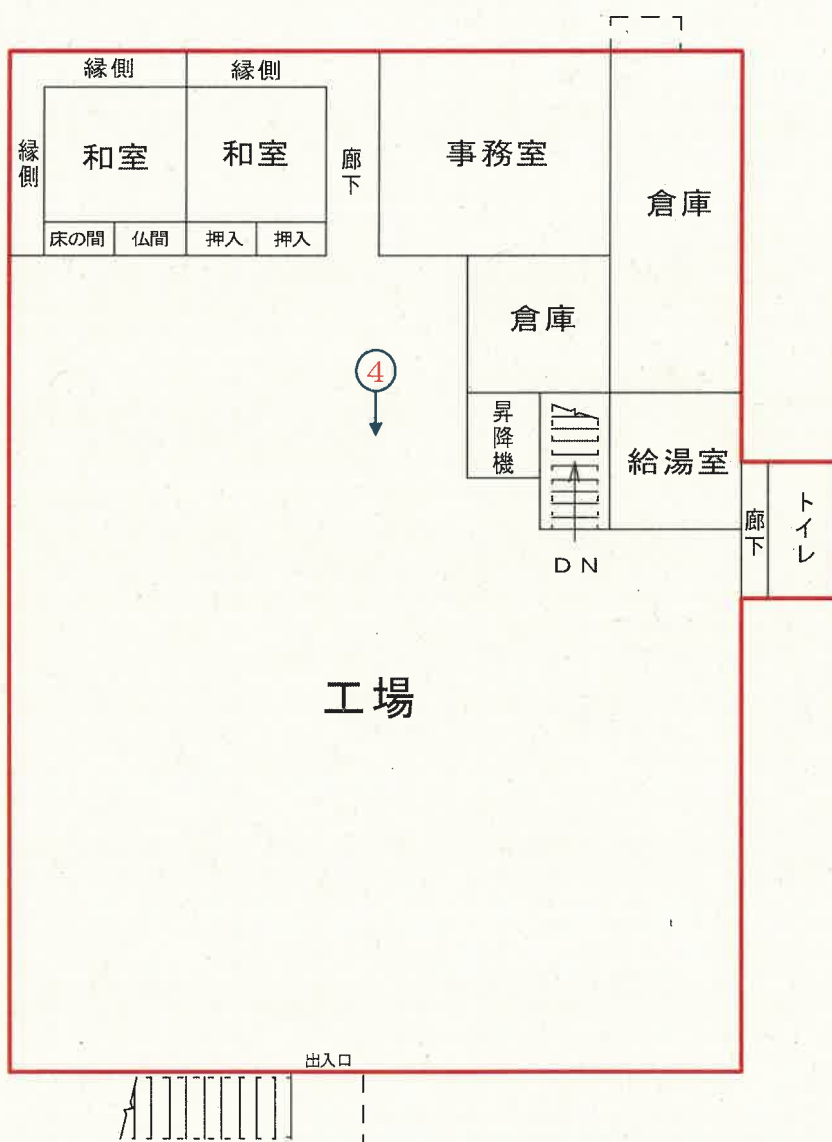 縁側
縁側
縁側
和室
和室
廊下
事務室
倉庫
床の間
仏間
押入
押入
倉庫
4
昇降機
給湯室
廊下
トイレ
DN
工場
出入口